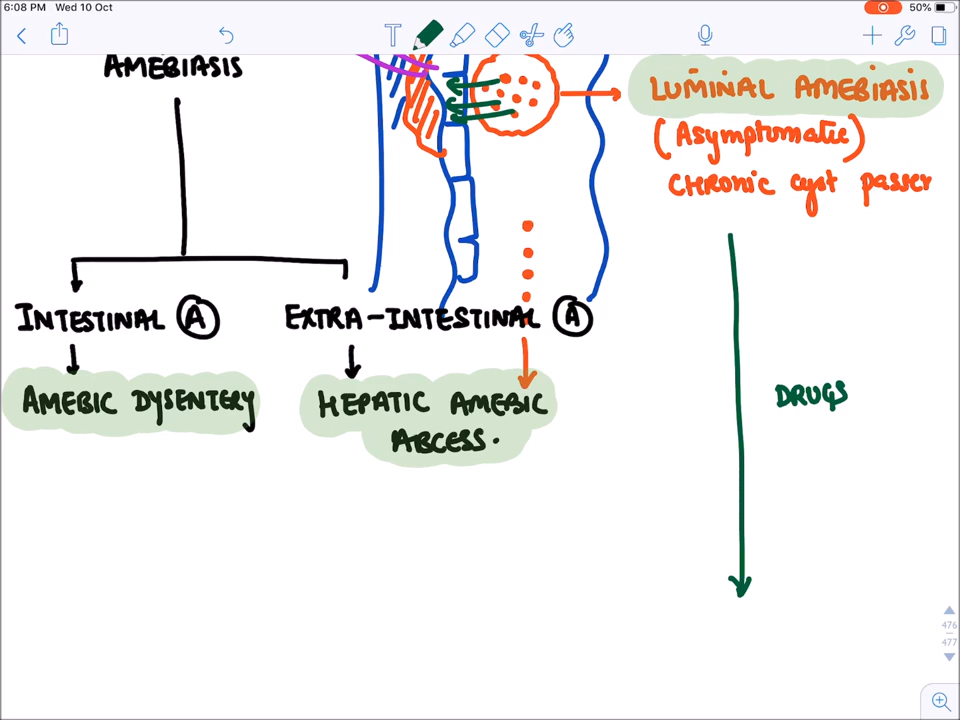 6:08 PM Wed 10 Oct
50%
T
AMEBIASIS
LUMINAL AMEBIASIS
(Asymptomatic)
CHRONIC cyst passer
INTESTINAL A
EXTRA-INTESTINAL A
AMEBIC DYSENTERY
HEPATIC AMEBIC
ABCESS.
DRUGS
476
477